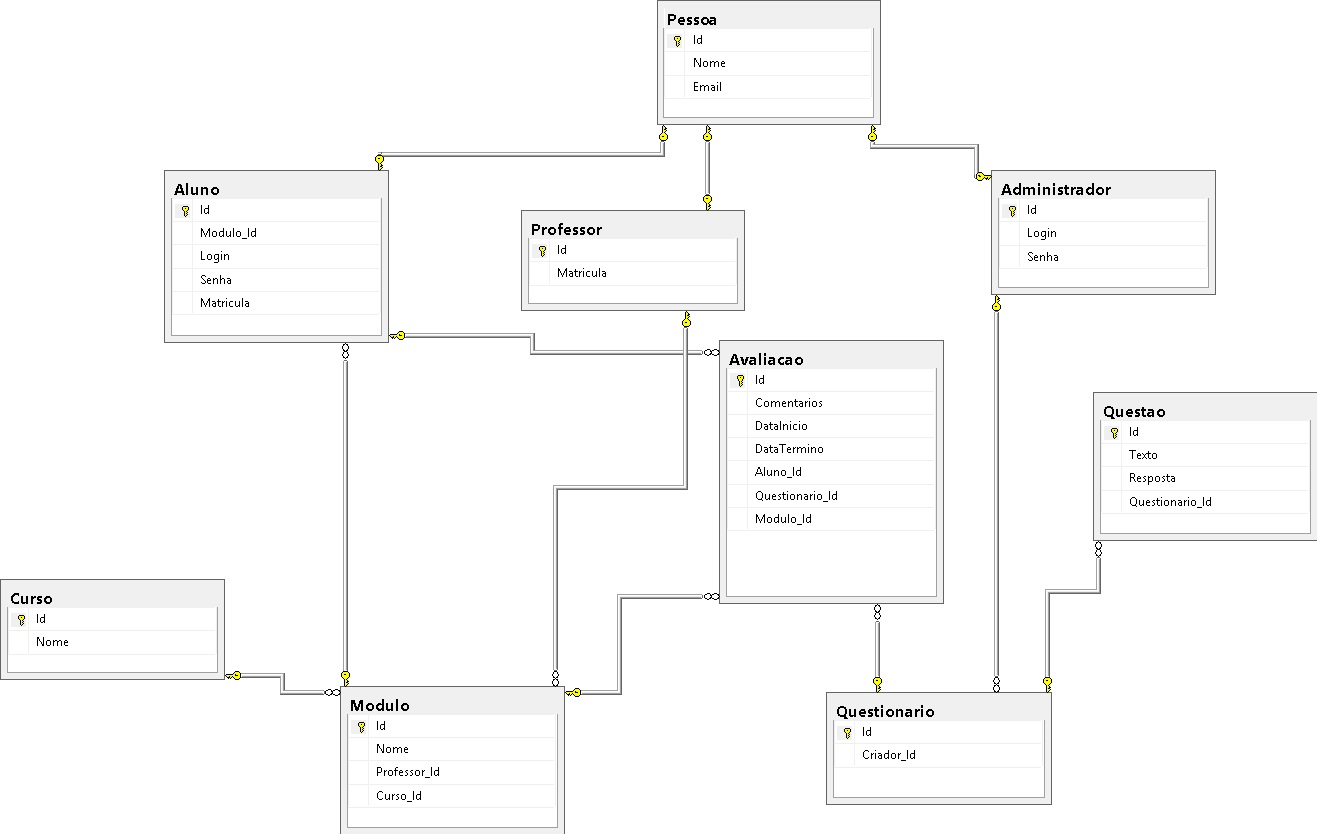 Pessoa
Id
Nome
Email
Aluno
Id
Modulo_Id
Login
Senha
Matricula
Professor
Id
Matricula
Administrador
Id
Login
Senha
Avaliacao
Id
Comentarios
DataInicio
DataTermino
Aluno_Id
Questionario_Id
Modulo_Id
Questao
Id
Texto
Resposta
Questionario_Id
Curso
Id
Nome
Modulo
Id
Nome
Professor_Id
Curso_Id
Questionario
Id
Criador_Id